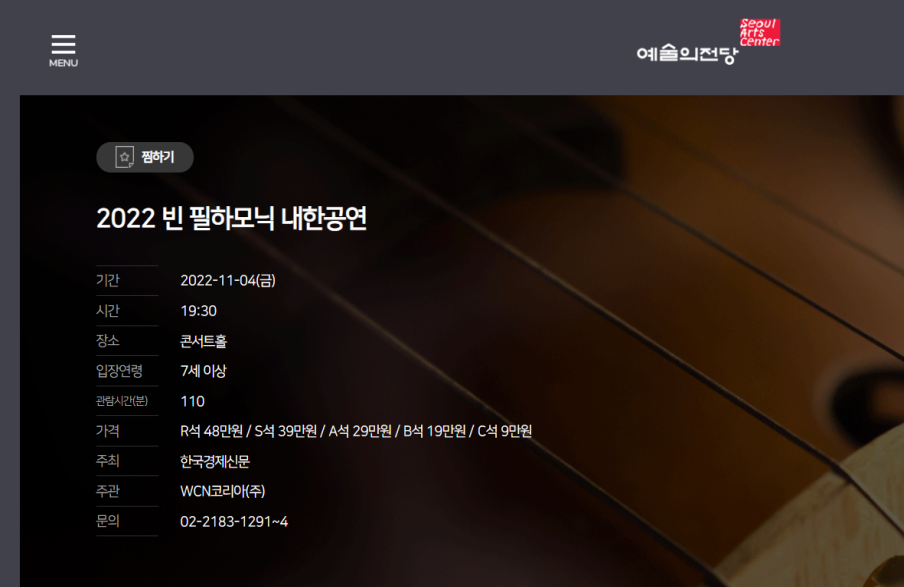 MENU
예술의전당
Seoul
Arts
Center
찜하기
2022 빈 필하모닉 내한공연
기간 2022-11-04(금)
시간 19:30
장소 콘서트홀
입장연령 7세 이상
관람시간(분) 110
가격 R석 48만원 / S석 39만원 / A석 29만원 / B석 19만원 / C석 9만원
주최 한국경제신문
주관 WCN코리아(주)
문의 02-2183-1291~4